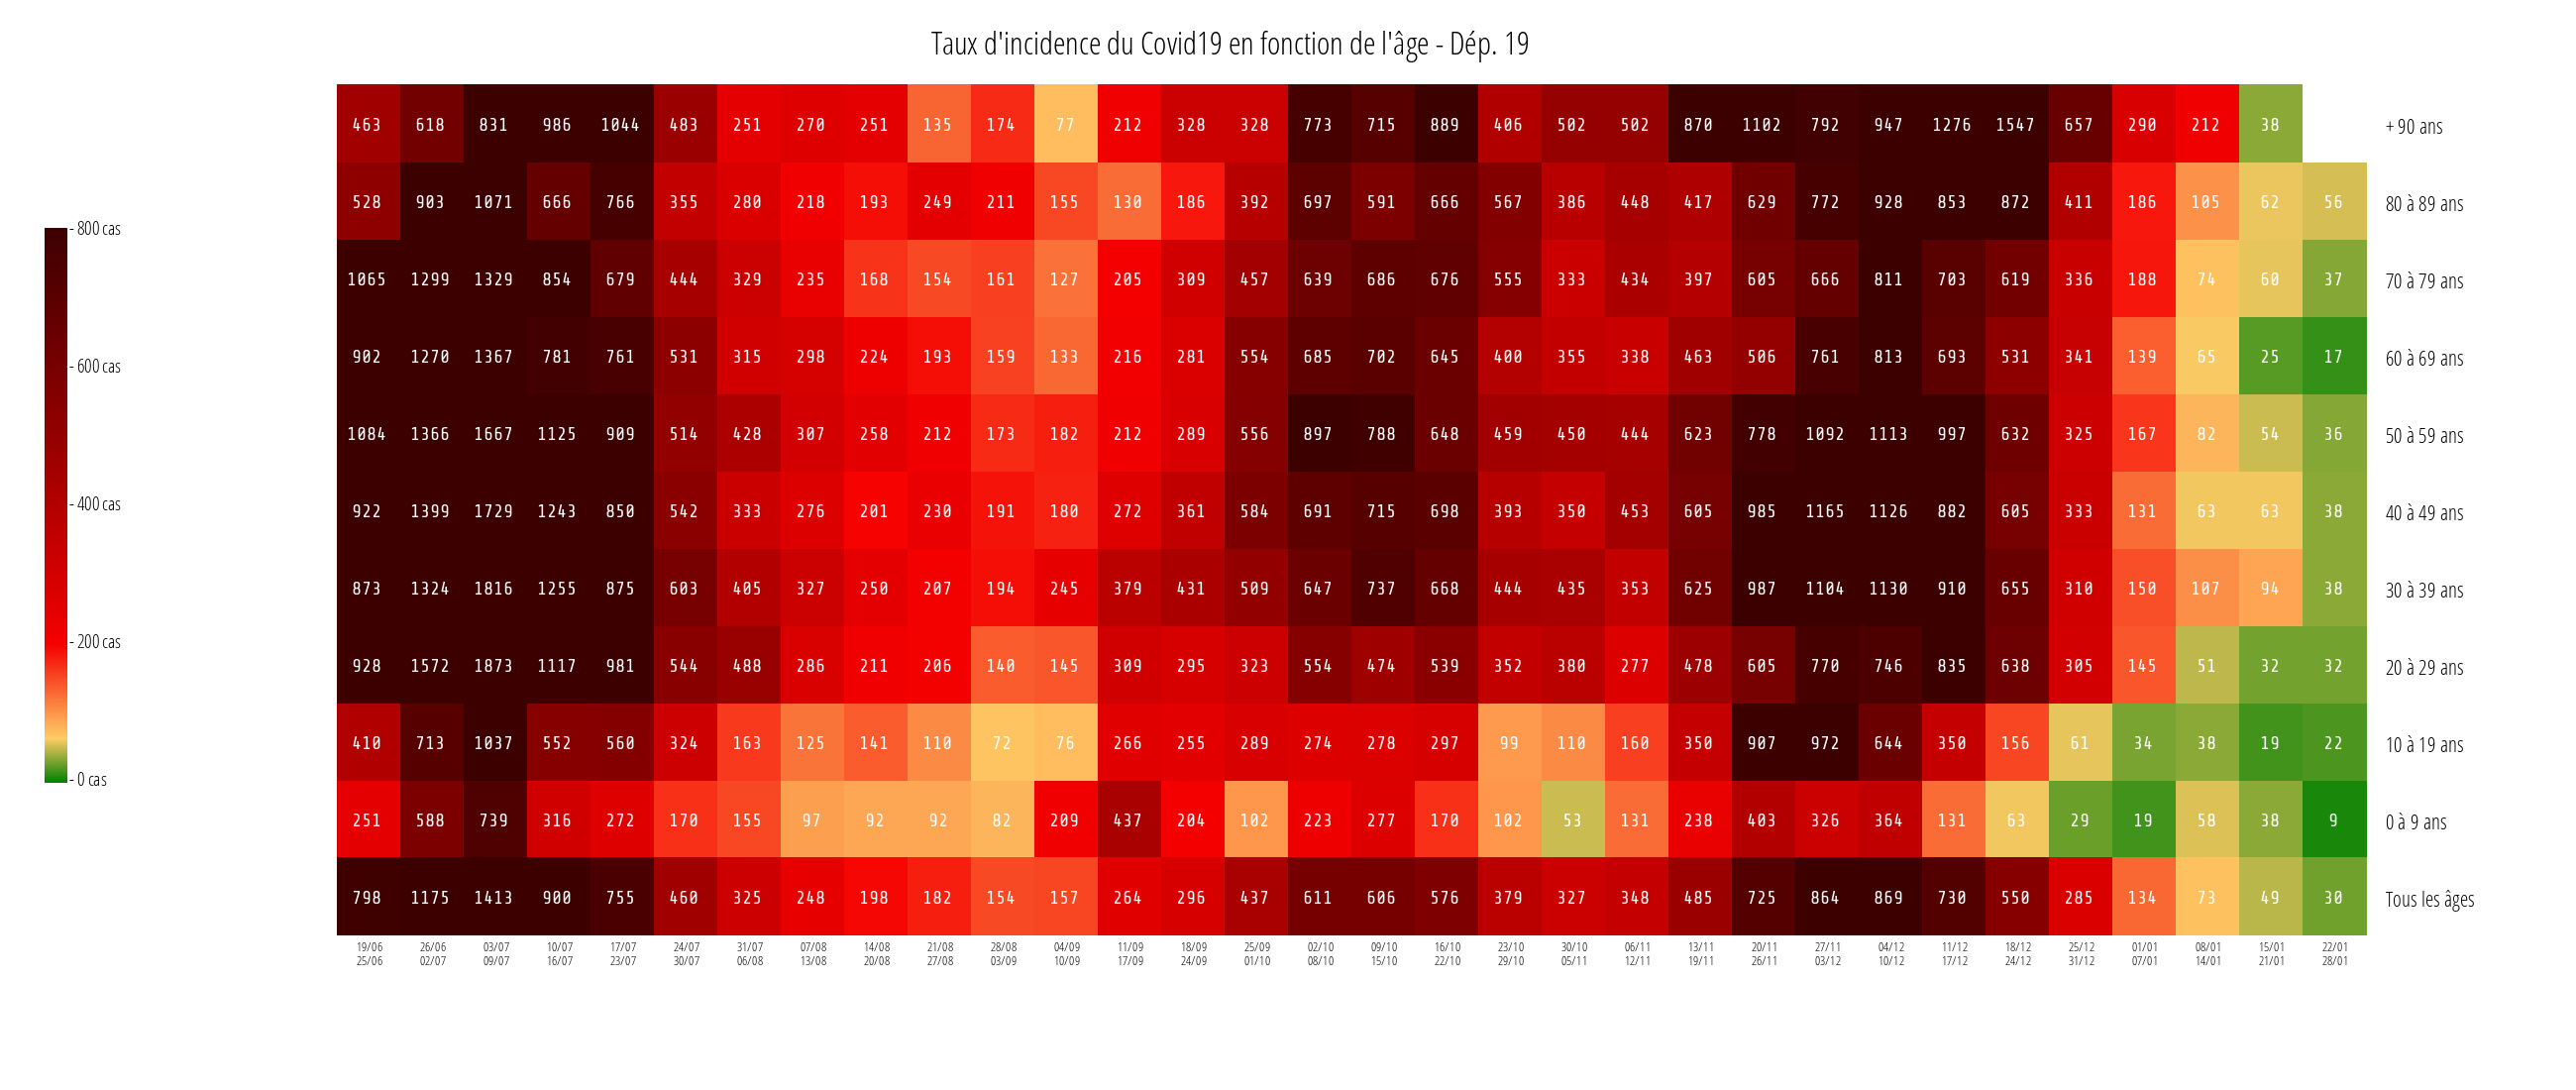 Taux d'incidence du Covid19 en fonction de l'âge - Dép. 19
- 800 cas
- 600 cas
- 400 cas
- 200 cas
- 0 cas
463 618 831 986 1044 483 251 270 251 135 174 77 212 328 328 773 715 889 406 502 502 870 1102 792 947 1276 1547 657 290 212 38 + 90 ans
528 903 1071 666 766 355 280 218 193 249 211 155 130 186 392 697 591 666 567 386 448 417 629 772 928 853 872 411 186 105 62 56 80 à 89 ans
1065 1299 1329 854 679 444 329 235 168 154 161 127 205 309 457 639 686 676 555 333 434 397 605 666 811 703 619 336 188 74 60 37 70 à 79 ans
902 1270 1367 781 761 531 315 298 224 193 159 133 216 281 554 685 702 645 400 355 338 463 506 761 813 693 531 341 139 65 25 17 60 à 69 ans
1084 1366 1667 1125 909 514 428 307 258 212 173 182 212 289 556 897 788 648 459 450 444 623 778 1092 1113 997 632 325 167 82 54 36 50 à 59 ans
922 1399 1729 1243 850 542 333 276 201 230 191 180 272 361 584 691 715 698 393 350 453 605 985 1165 1126 882 605 333 131 63 63 38 40 à 49 ans
873 1324 1816 1255 875 603 405 327 250 207 194 245 379 431 509 647 737 668 444 435 353 625 987 1104 1130 910 655 310 150 107 94 38 30 à 39 ans
928 1572 1873 1117 981 544 488 286 211 206 140 145 309 295 323 554 474 539 352 380 277 478 605 770 746 835 638 305 145 51 32 32 20 à 29 ans
410 713 1037 552 560 324 163 125 141 110 72 76 266 255 289 274 278 297 99 110 160 350 907 972 644 350 156 61 34 38 19 22 10 à 19 ans
251 588 739 316 272 170 155 97 92 92 82 209 437 204 102 223 277 170 102 53 131 238 403 326 364 131 63 29 19 58 38 9 0 à 9 ans
798 1175 1413 900 755 460 325 248 198 182 154 157 264 296 437 611 606 576 379 327 348 485 725 864 869 730 550 285 134 73 49 30 Tous les âges
19/06 26/06 03/07 10/07 17/07 24/07 31/07 07/08 14/08 21/08 28/08 04/09 11/09 18/09 25/09 02/10 09/10 16/10 23/10 30/10 06/11 13/11 20/11 27/11 04/12 11/12 18/12 25/12 01/01 08/01 15/01 22/01
25/06 02/07 09/07 16/07 23/07 30/07 06/08 13/08 20/08 27/08 03/09 10/09 17/09 24/09 01/10 08/10 15/10 22/10 29/10 05/11 12/11 19/11 26/11 03/12 10/12 17/12 24/12 31/12 07/01 14/01 21/01 28/01